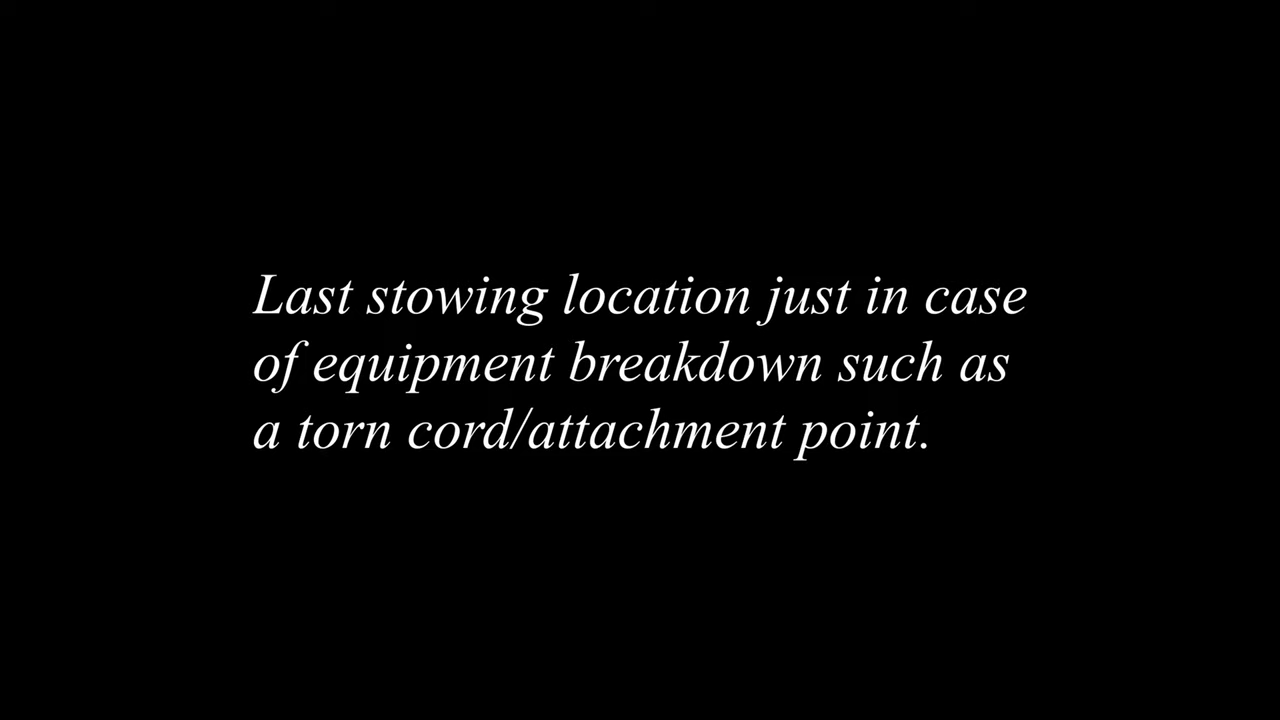 Last stowing location just in case
of equipment breakdown such as
a torn cord/attachment point.